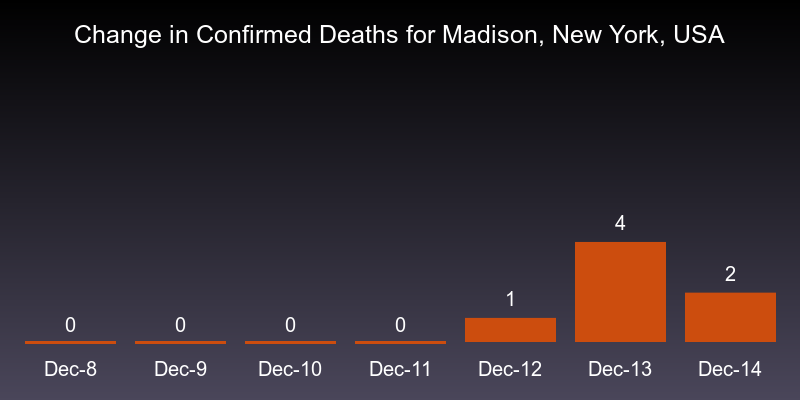 Change in Confirmed Deaths for Madison, New York, USA
4
2
1
0 0 0 0
Dec-8 Dec-9 Dec-10 Dec-11 Dec-12 Dec-13 Dec-14